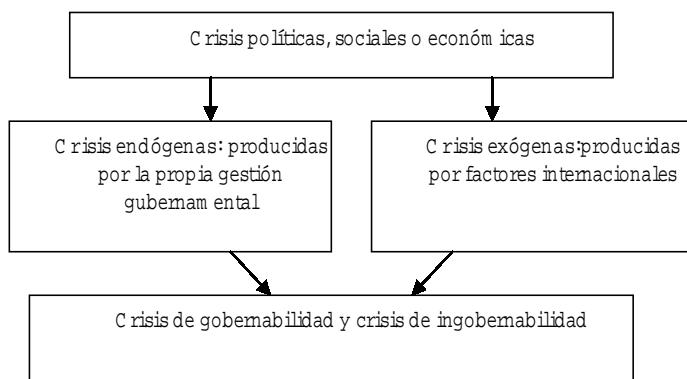 Crisis políticas, sociales o económicas
Crisis endógenas: producidas
por la propia gestión
gubernamental
Crisis exógenas:producidas
por factores internacionales
Crisis de gobernabilidad y crisis de ingobernabilidad